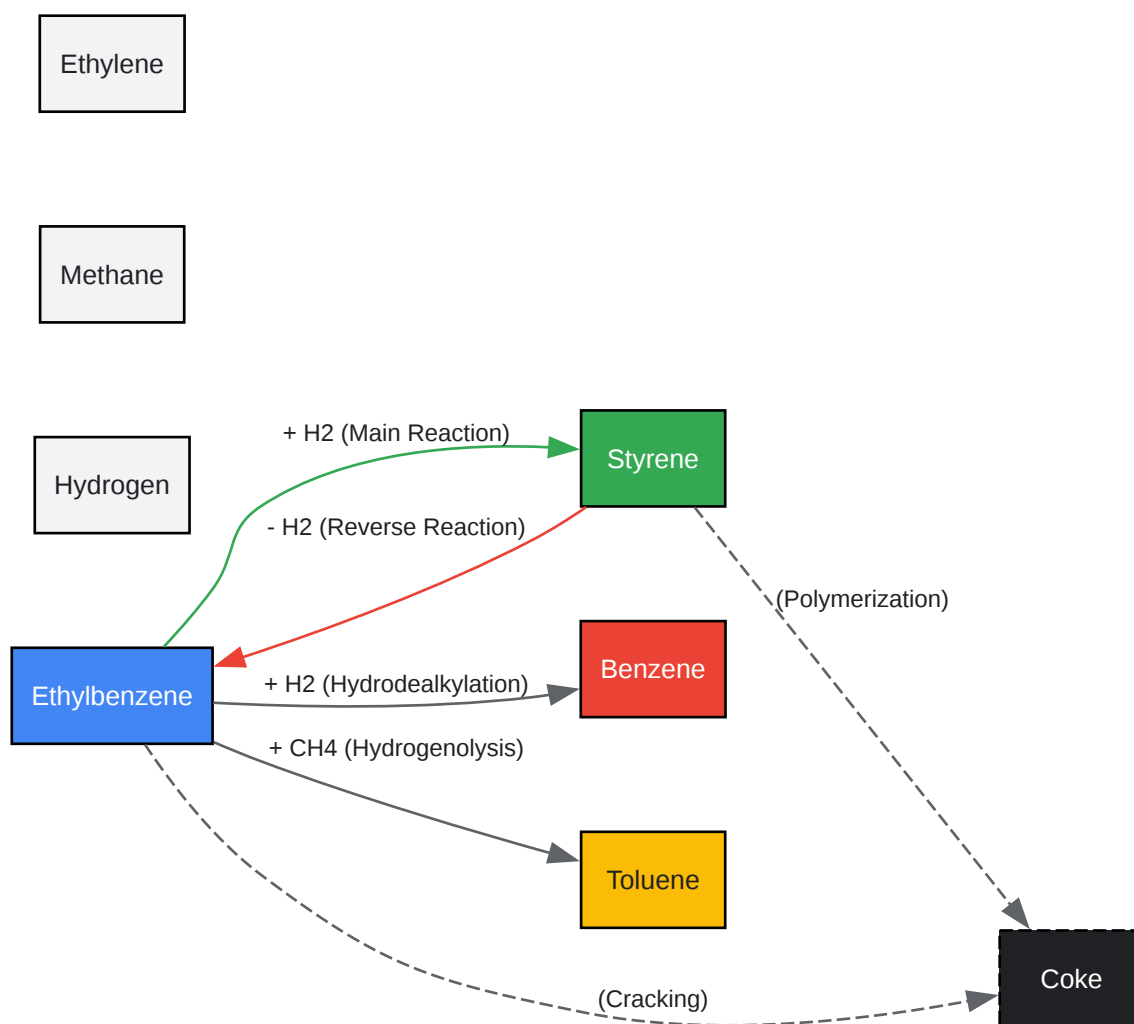 Ethylene
Methane
+ H2 (Main Reaction)
Styrene
Hydrogen
- H2 (Reverse Reaction)
(Polymerization)
Benzene
Ethylbenzene
+ H2 (Hydrodealkylation)
+ CH4 (Hydrogenolysis)
Toluene
Coke
(Cracking)